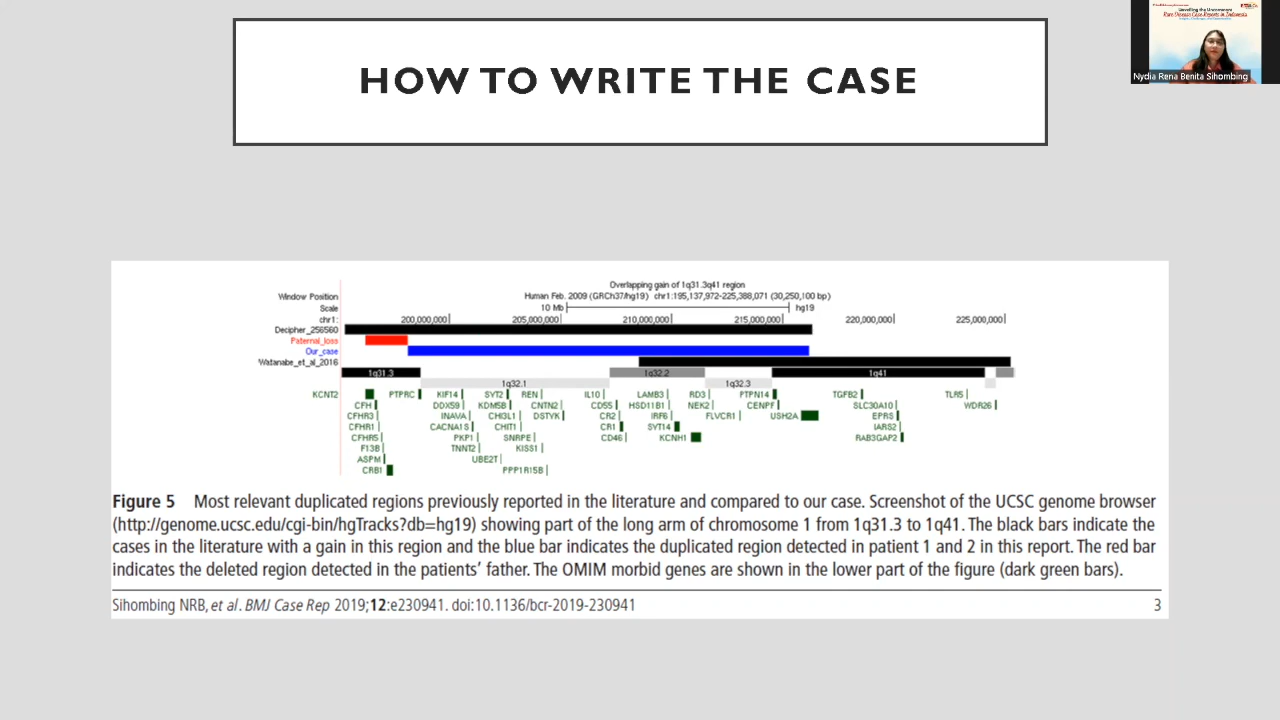 HOW TO WRITE THE CASE
Unveiling the Uncommon:
Rare Disease Case Reports in Indonesia
Nydia Rena Benita Sihombing
Overlapping gain of 1q31.3q41 region
Window Position Human Feb. 2009 (GRCh37/hg19) chr1:195,137,972-225,388,071 (30,250,100 bp)
Scale 10 Mb hg19
chr1: 200,000,000 205,000,000 210,000,000 215,000,000 220,000,000 225,000,000
Decipher_256560
Paternal_loss
Our_case
Watanabe_et_al_2016
1q31.3 1q32.2 1q41
1q32.1 1q32.3
KCNT2 PTPRC KIF14 SYT2 REN IL10 LAMB3 RD3 PTPN14 TGFB2 TLR5
CFH DDX59 KDM5B CNTN2 CD55 HSD11B1 NEK2 CENPF SLC30A10 WDR26
CFHR3 INAVA CHI3L1 DSTYK CR2 IRF6 FLVCR1 USH2A EPRS
CFHR1 CACNA1S CHIT1 CR1 SYT14 IARS2
CFHR5 PKP1 SNRPE CD46 KCNH1 RAB3GAP2
F13B TNNT2 KISS1
ASPM UBE2T
CRB1 PPP1R15B
Figure 5 Most relevant duplicated regions previously reported in the literature and compared to our case. Screenshot of the UCSC genome browser
(http://genome.ucsc.edu/cgi-bin/hgTracks?db=hg19) showing part of the long arm of chromosome 1 from 1q31.3 to 1q41. The black bars indicate the
cases in the literature with a gain in this region and the blue bar indicates the duplicated region detected in patient 1 and 2 in this report. The red bar
indicates the deleted region detected in the patients' father. The OMIM morbid genes are shown in the lower part of the figure (dark green bars).
Sihombing NRB, et al. BMJ Case Rep 2019;12:e230941. doi:10.1136/bcr-2019-230941 3